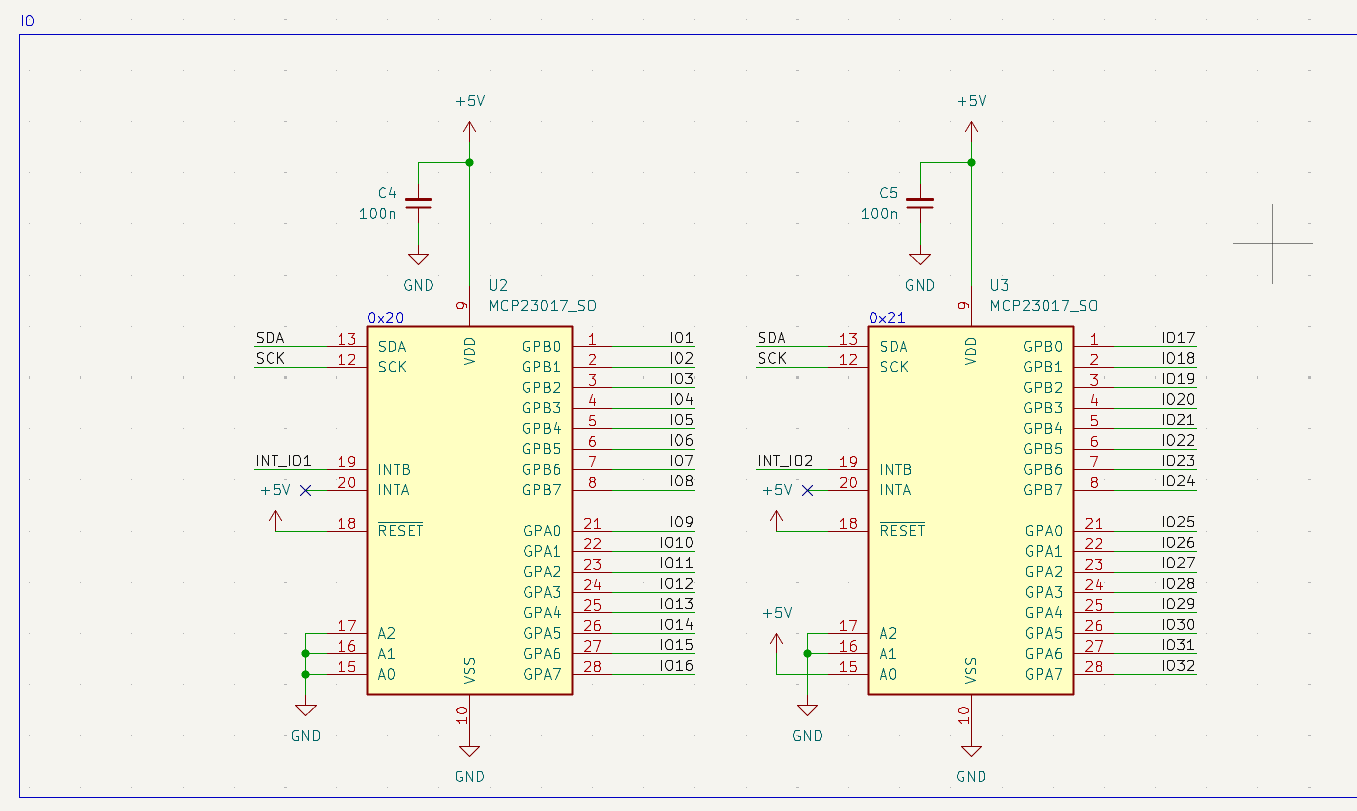 IO
+5V
C4
100n
GND
U2
MCP23017_SO
0x20
SDA
SCK
INT_IO1
+5V
13
12
19
20
18
17
16
15
9
10
SDA
SCK
INTB
INTA
RESET
A2
A1
A0
VDD
VSS
GPB0 1 IO1
GPB1 2 IO2
GPB2 3 IO3
GPB3 4 IO4
GPB4 5 IO5
GPB5 6 IO6
GPB6 7 IO7
GPB7 8 IO8
GPA0 21 IO9
GPA1 22 IO10
GPA2 23 IO11
GPA3 24 IO12
GPA4 25 IO13
GPA5 26 IO14
GPA6 27 IO15
GPA7 28 IO16
GND
GND
+5V
C5
100n
GND
U3
MCP23017_SO
0x21
SDA
SCK
INT_IO2
+5V
+5V
13
12
19
20
18
17
16
15
9
10
SDA
SCK
INTB
INTA
RESET
A2
A1
A0
VDD
VSS
GPB0 1 IO17
GPB1 2 IO18
GPB2 3 IO19
GPB3 4 IO20
GPB4 5 IO21
GPB5 6 IO22
GPB6 7 IO23
GPB7 8 IO24
GPA0 21 IO25
GPA1 22 IO26
GPA2 23 IO27
GPA3 24 IO28
GPA4 25 IO29
GPA5 26 IO30
GPA6 27 IO31
GPA7 28 IO32
GND
GND